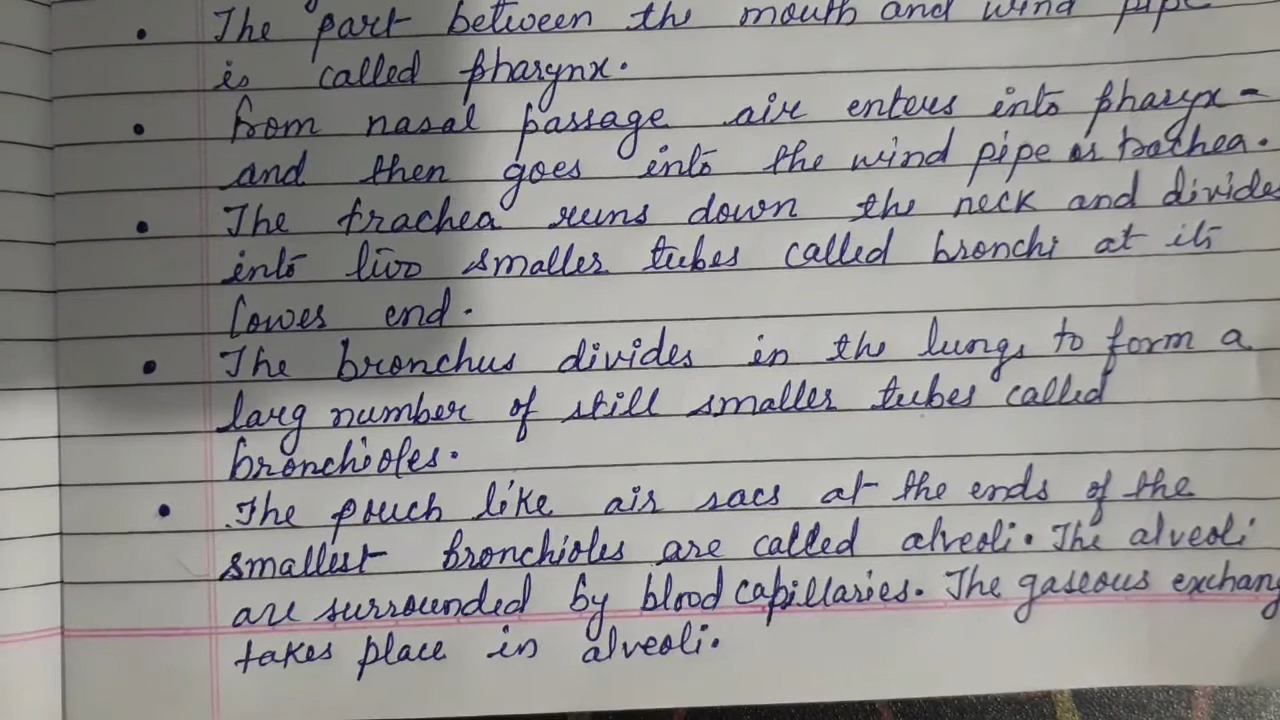 The part between the mouth and wind pipe
is called pharynx.
from nasal passage air enters into pharyx -
and then goes into the wind pipe or trachea.
The trachea runs down the neck and divide
into two smaller tubes called bronchi at its
lower end.
The bronchus divides in the lungs to form a
larg number of still smaller tubes called
bronchioles.
The pouch like air sacs at the ends of the
smallest bronchioles are called alveoli. The alveoli
are surrounded by blood capillaries. The gaseous exchang
takes place in alveoli.